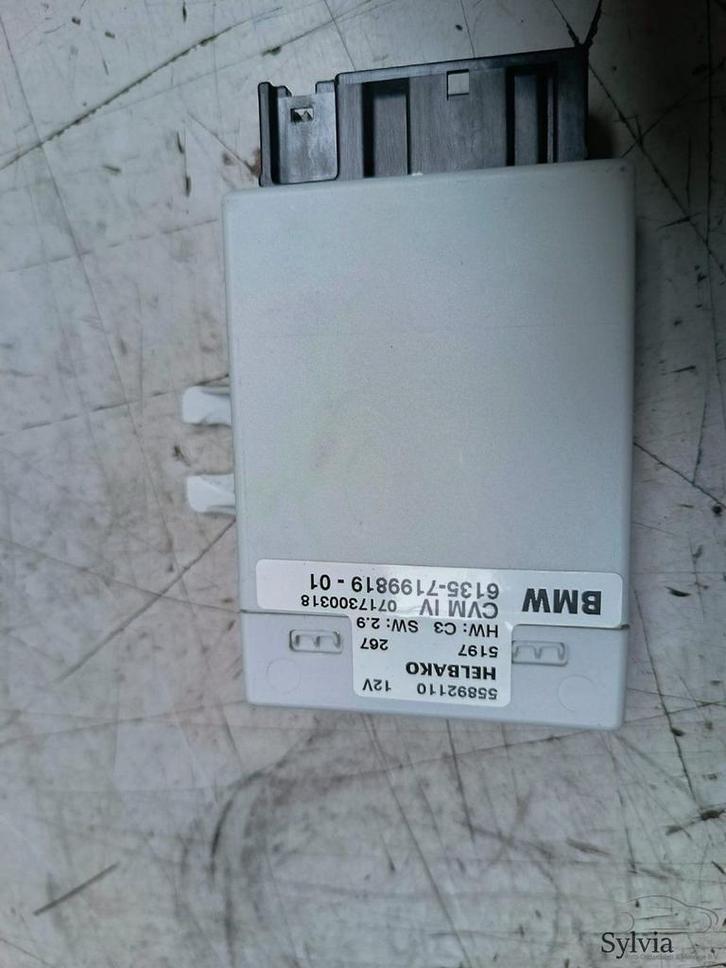 BMW 6135-7199819 - 01
CVM IV 0717300318
HW: C3 SW: 2.9
5197 267
HELBAKO
55892110 12V
Sylvia